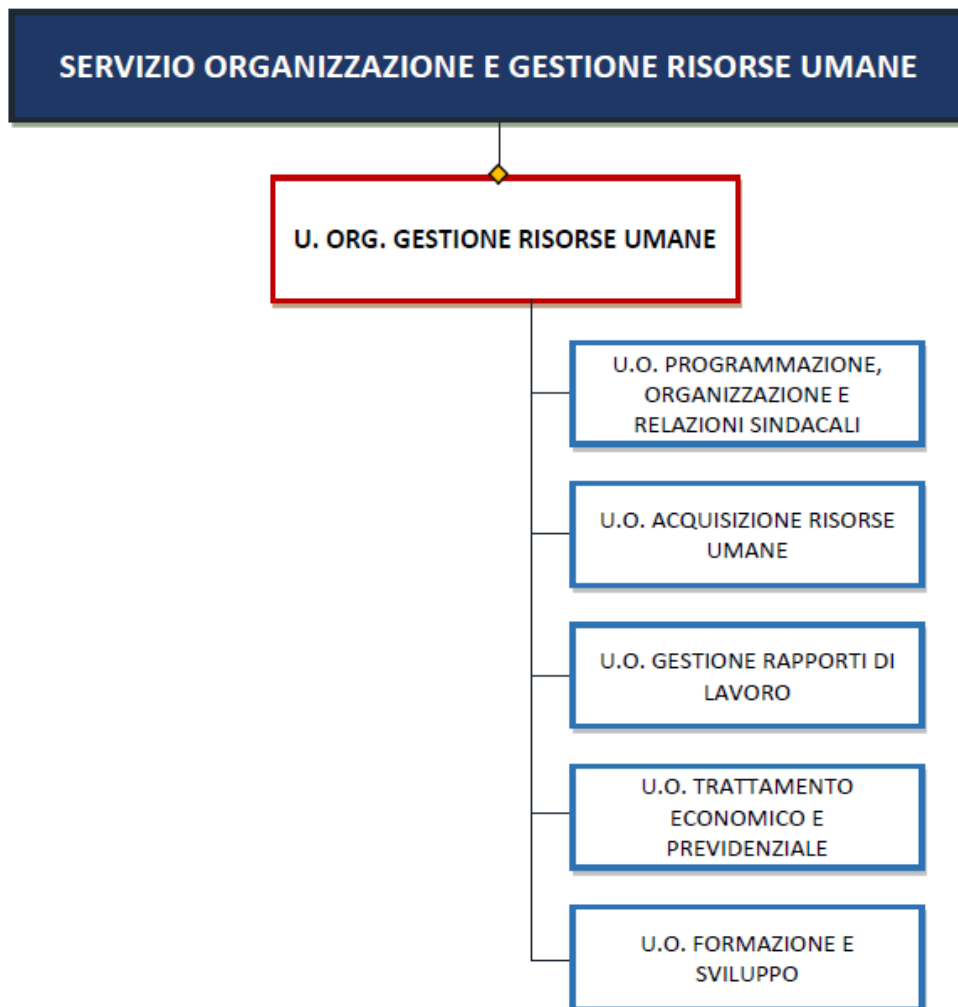 SERVIZIO ORGANIZZAZIONE E GESTIONE RISORSE UMANE
U. ORG. GESTIONE RISORSE UMANE
U.O. PROGRAMMAZIONE,
ORGANIZZAZIONE E
RELAZIONI SINDACALI
U.O. ACQUISIZIONE RISORSE
UMANE
U.O. GESTIONE RAPPORTI DI
LAVORO
U.O. TRATTAMENTO
ECONOMICO E
PREVIDENZIALE
U.O. FORMAZIONE E
SVILUPPO